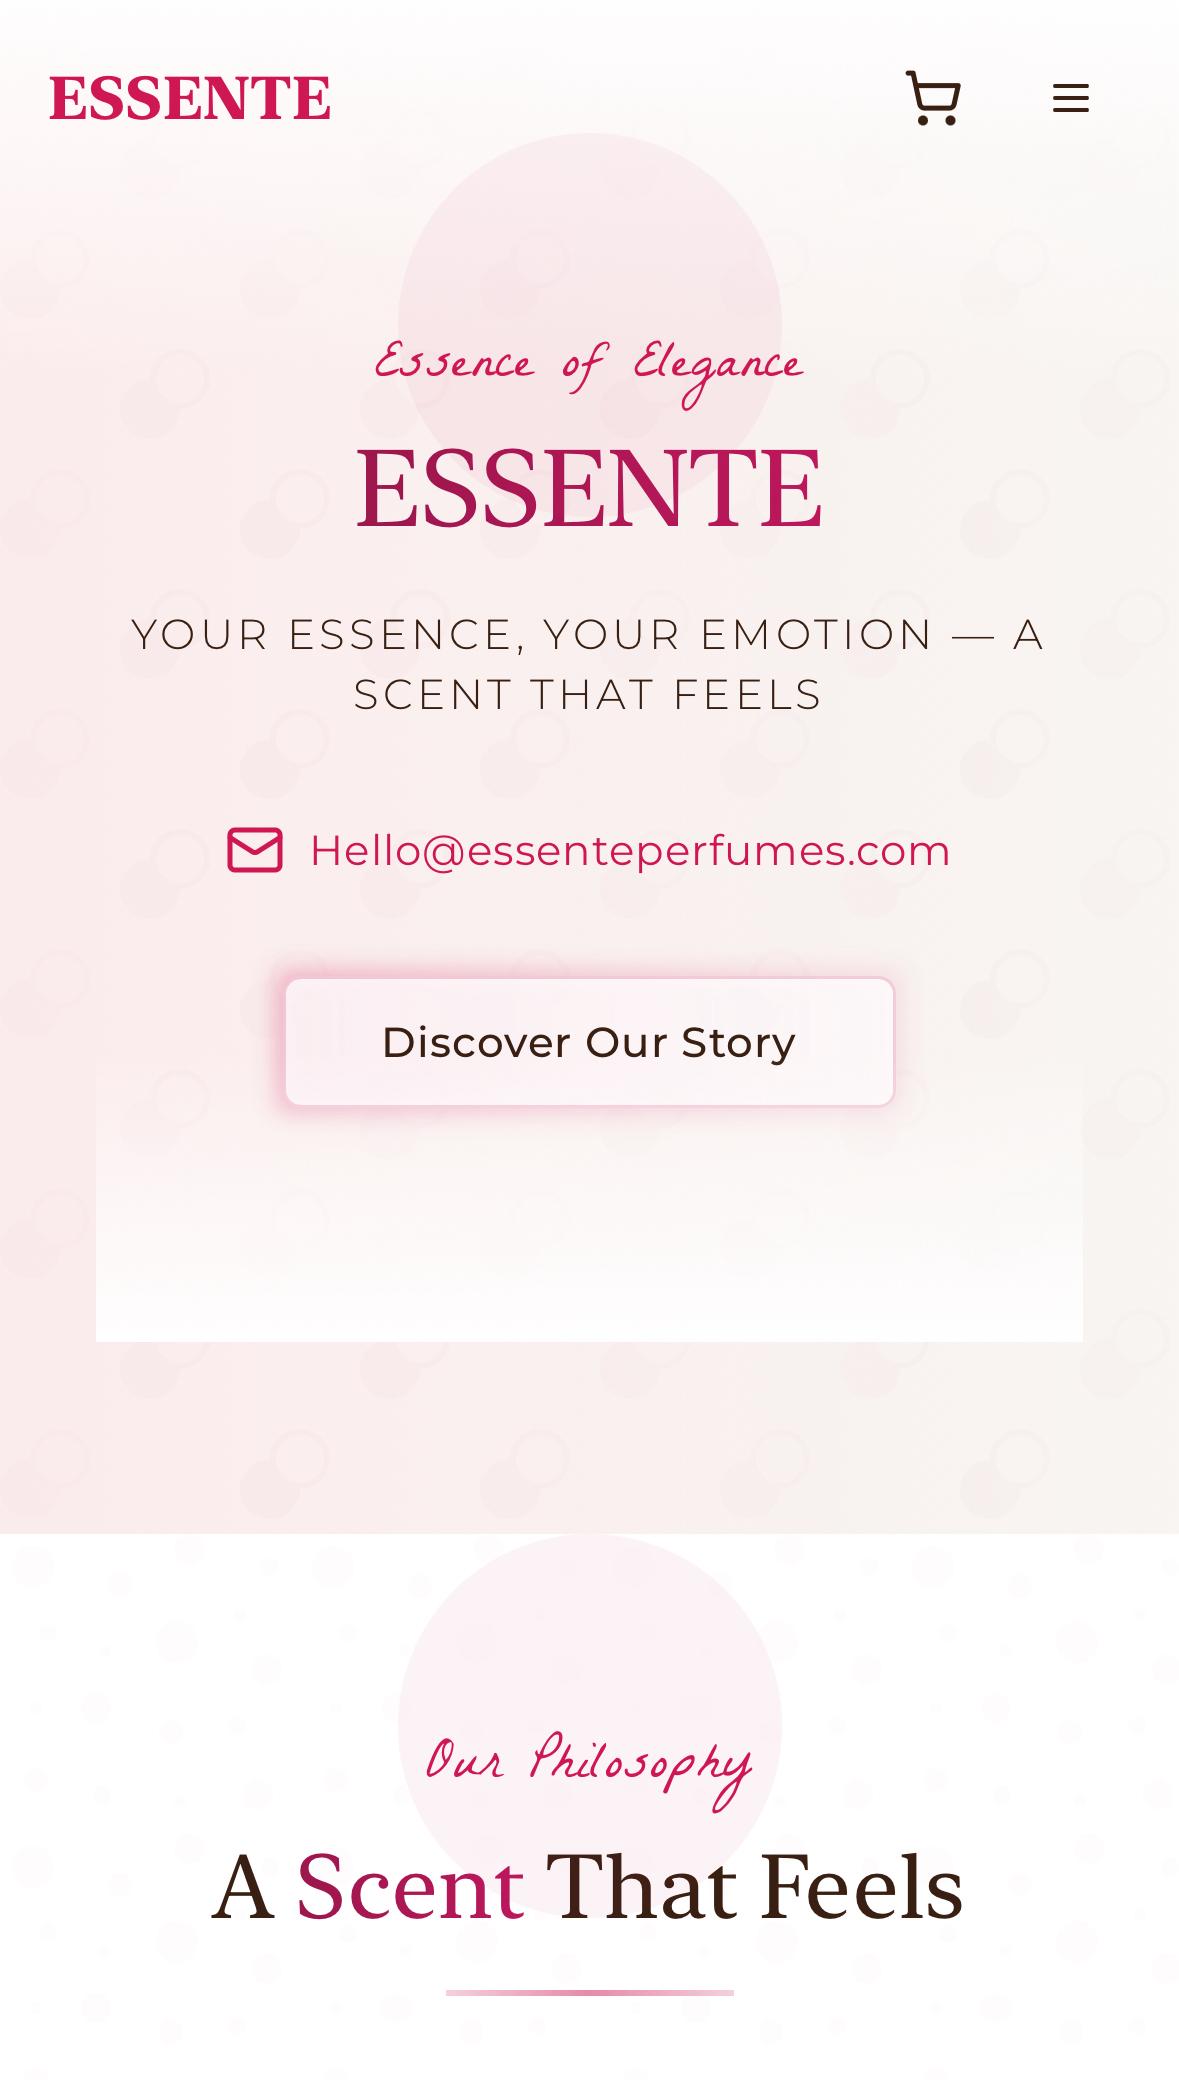 ESSENTE
Essence of Elegance
ESSENTE
YOUR ESSENCE, YOUR EMOTION — A
SCENT THAT FEELS
Hello@essenteperfumes.com
Discover Our Story
Our Philosophy
A Scent That Feels